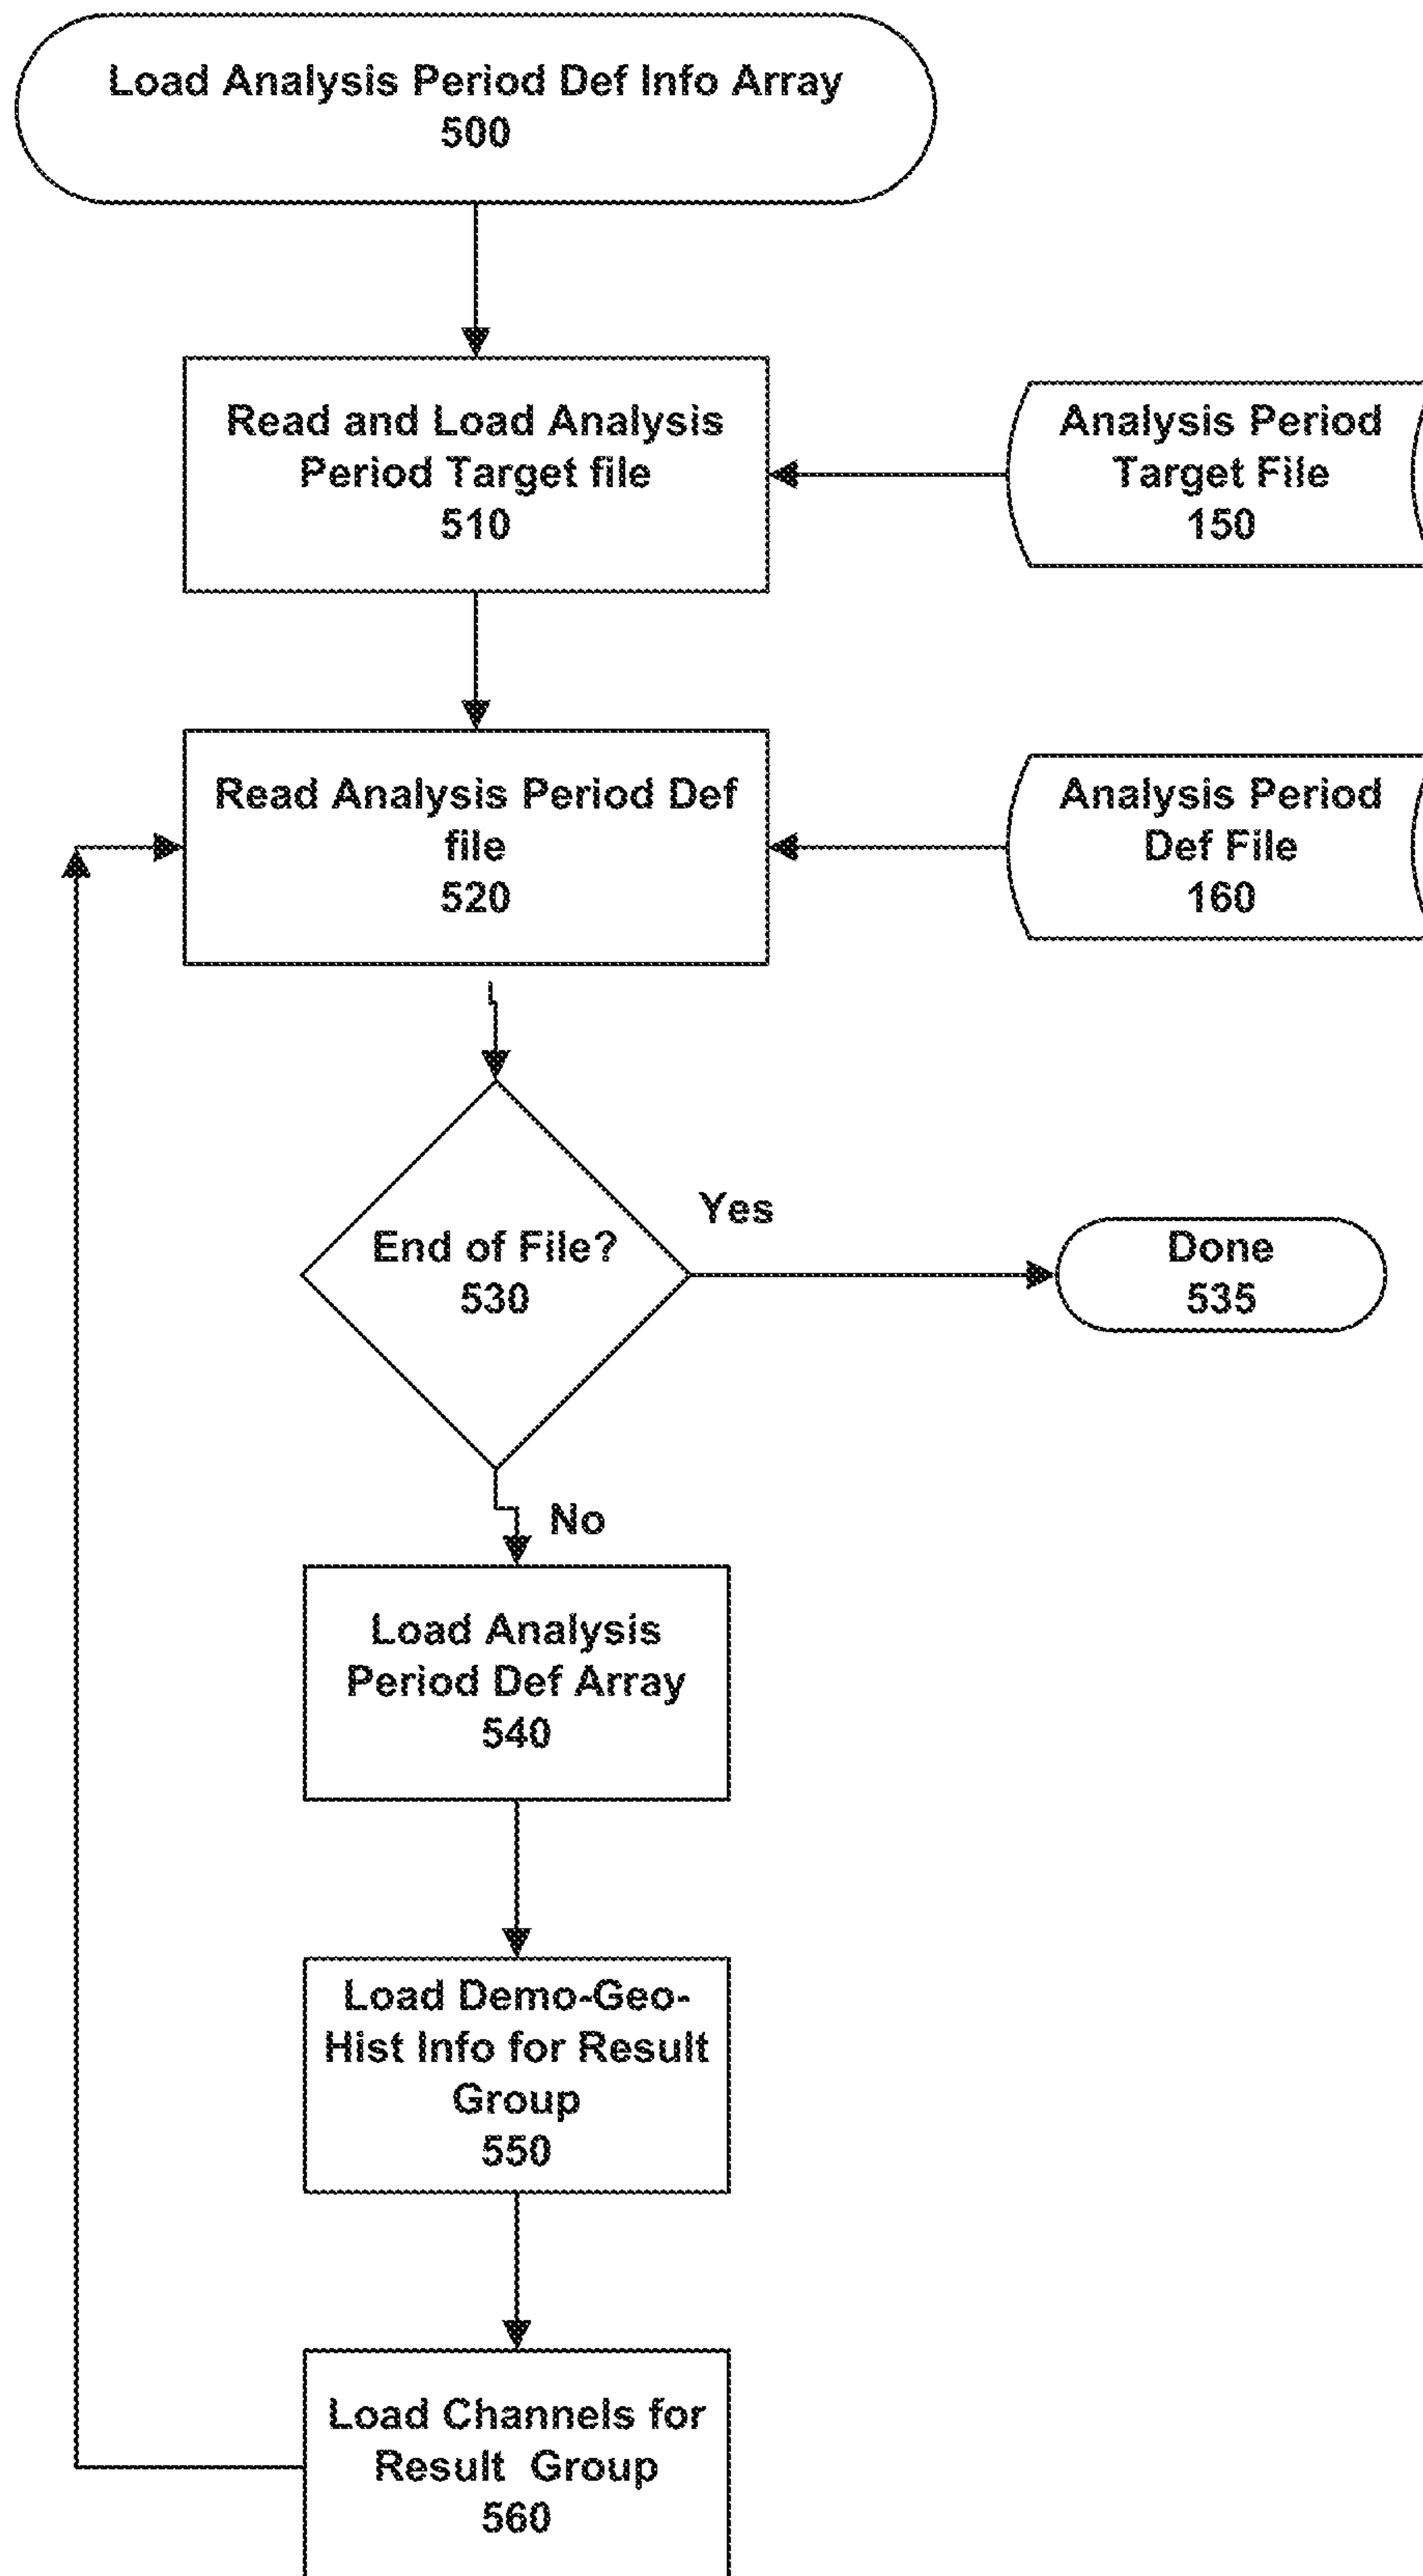 Load Analysis Period Def Info Array
500
Read and Load Analysis
Period Target file
510
Analysis Period
Target File
150
Read Analysis Period Def
file
520
Analysis Period
Def File
160
End of File?
530
Yes
Done
535
No
Load Analysis
Period Def Array
540
Load Demo-Geo-
Hist Info for Result
Group
550
Load Channels for
Result Group
560